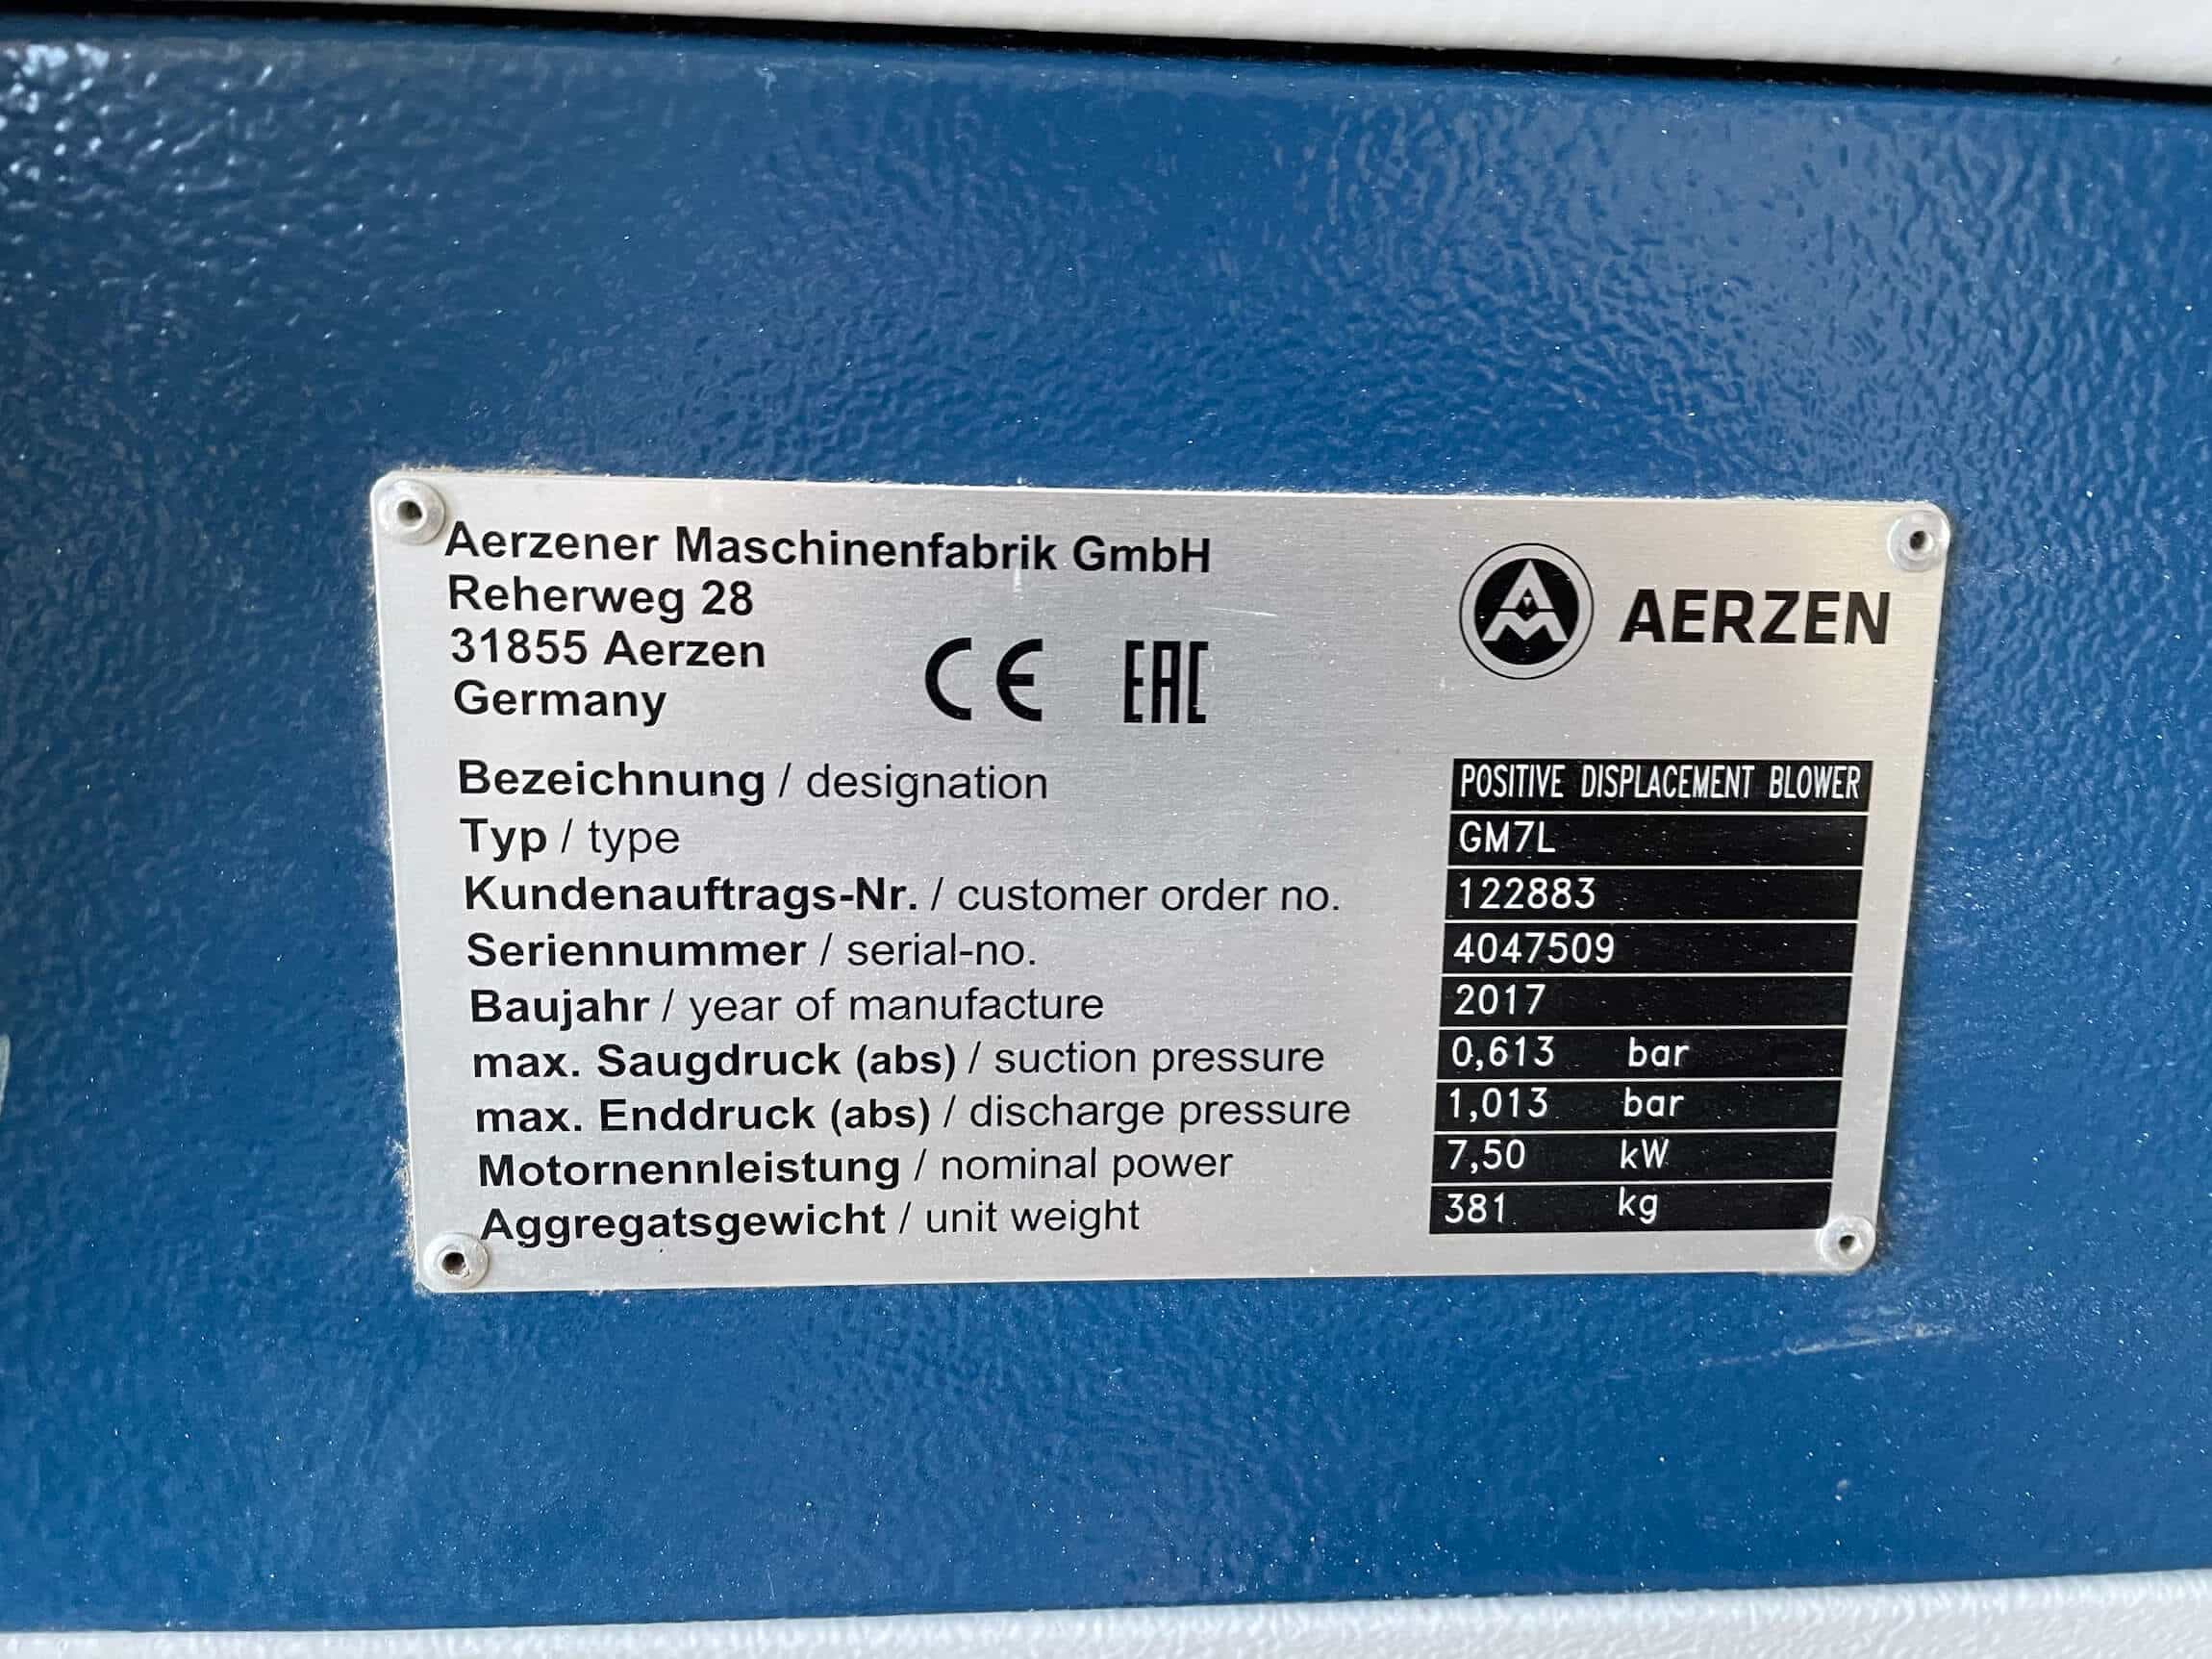 Aerzener Maschinenfabrik GmbH
Reherweg 28
31855 Aerzen
Germany
CE EAC
AERZEN
Bezeichnung / designation POSITIVE DISPLACEMENT BLOWER
Typ / type GM7L
Kundenauftrags-Nr. / customer order no. 122883
Seriennummer / serial-no. 4047509
Baujahr / year of manufacture 2017
max. Saugdruck (abs) / suction pressure 0,613 bar
max. Enddruck (abs) / discharge pressure 1,013 bar
Motornennleistung / nominal power 7,50 kW
Aggregatsgewicht / unit weight 381 kg